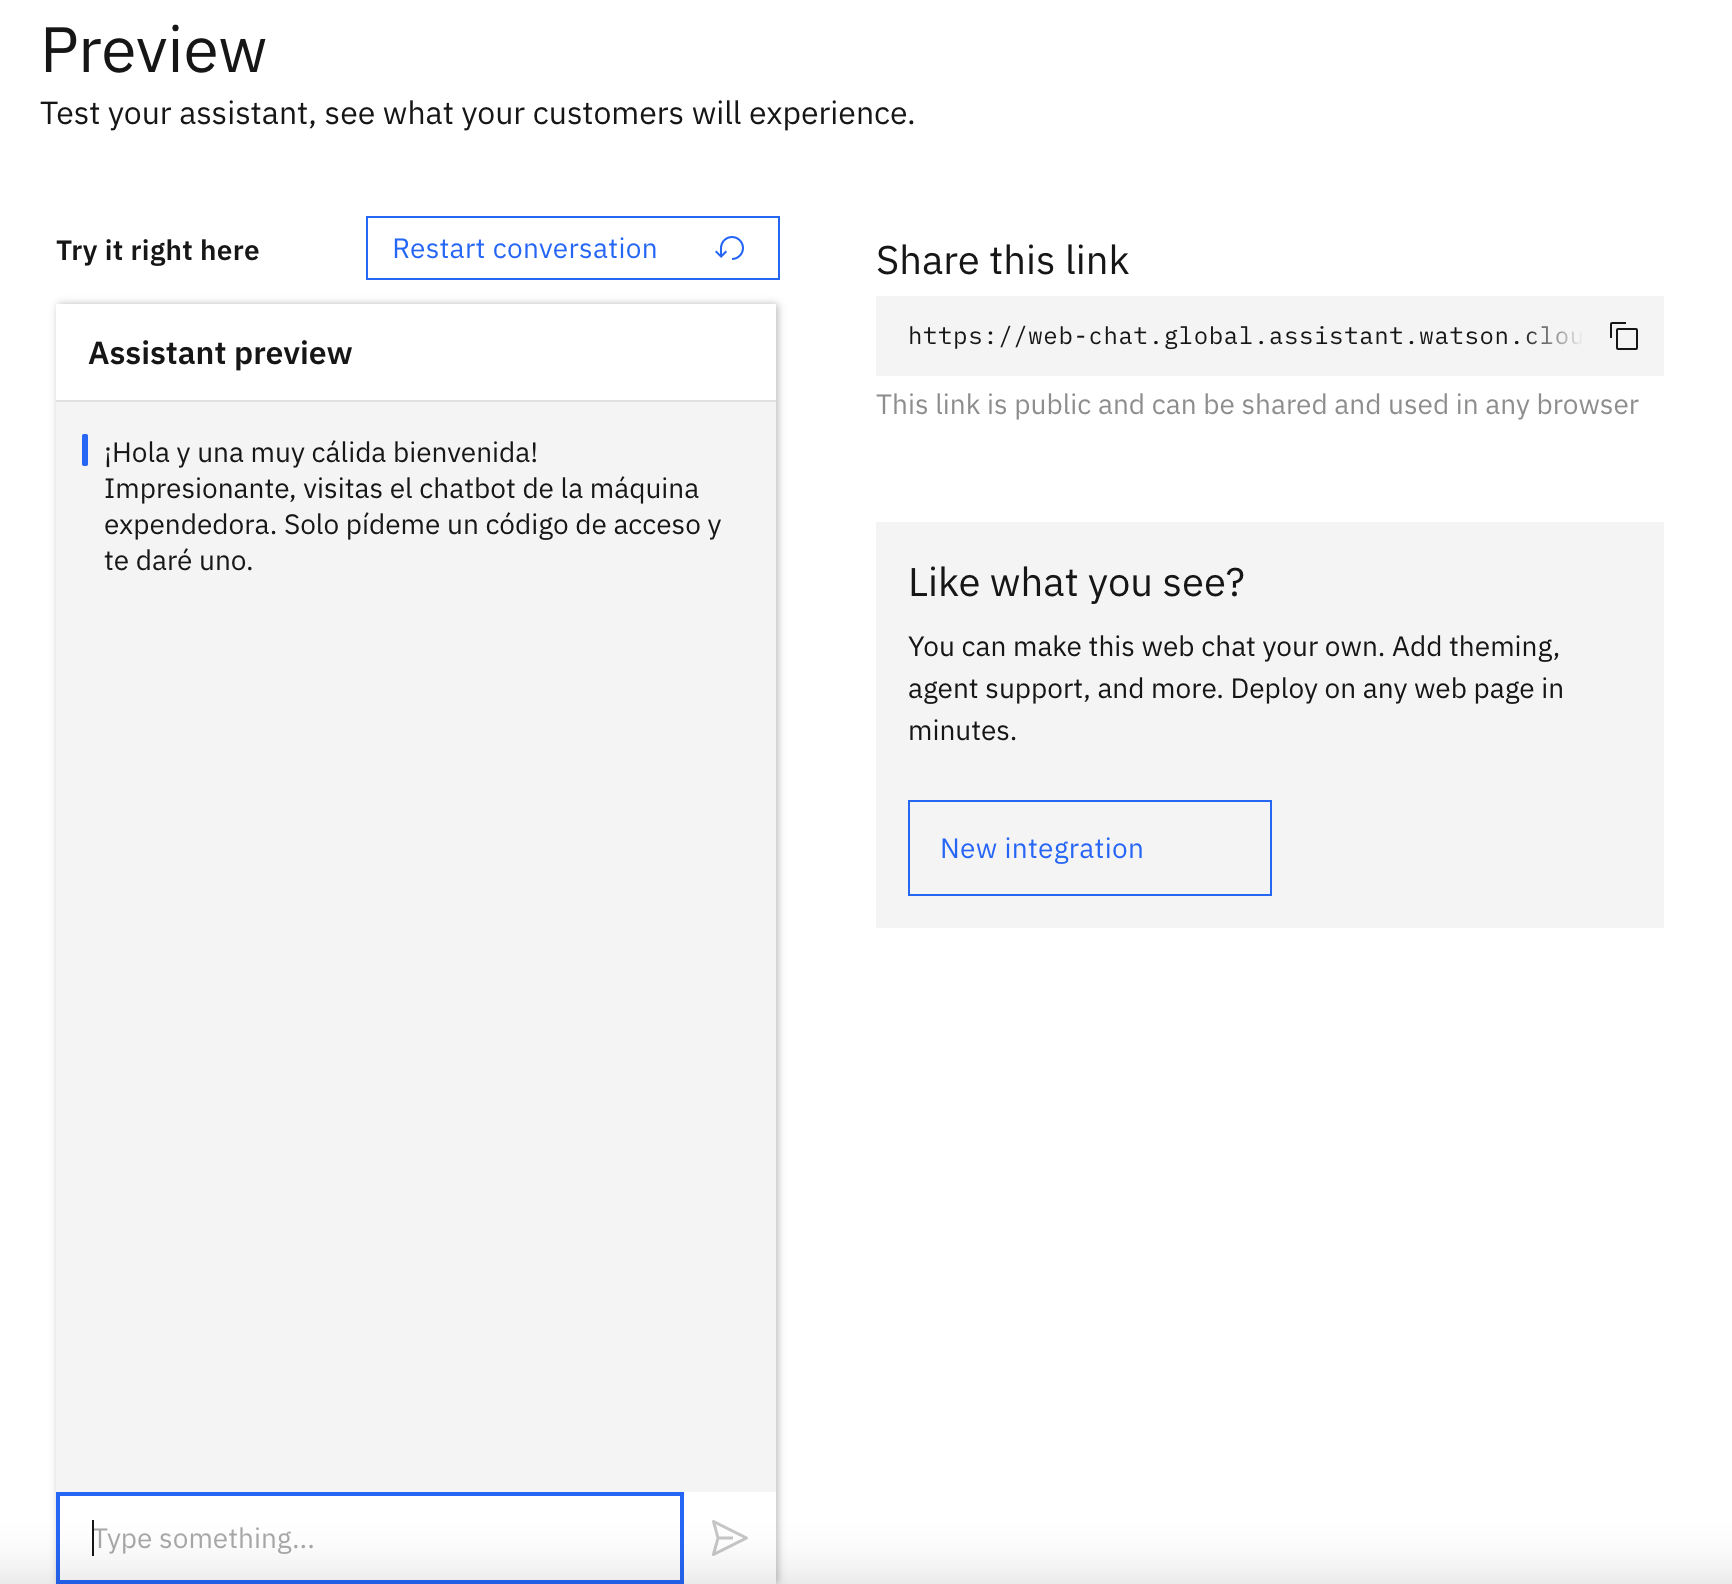 Preview
Test your assistant, see what your customers will experience.
Try it right here
Restart conversation
Assistant preview
¡Hola y una muy cálida bienvenida!
Impresionante, visitas el chatbot de la máquina
expendedora. Solo pídeme un código de acceso y
te daré uno.
Type something...
Share this link
https://web-chat.global.assistant.watson.clou
This link is public and can be shared and used in any browser
Like what you see?
You can make this web chat your own. Add theming,
agent support, and more. Deploy on any web page in
minutes.
New integration